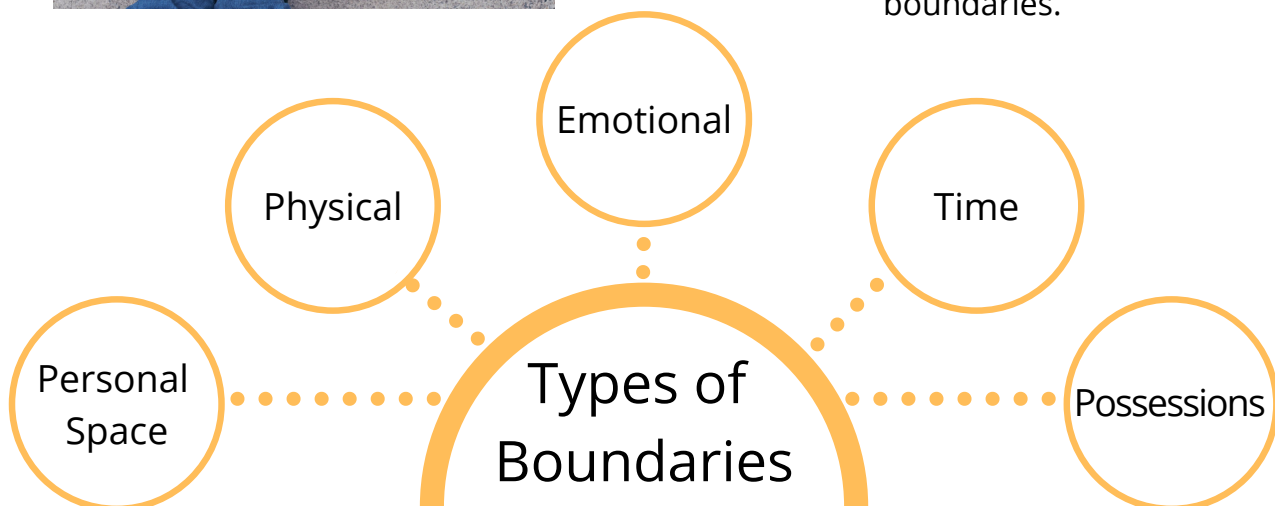 boundaries.
Emotional
Physical
Time
Personal
Space
Types of
Boundaries
Possessions